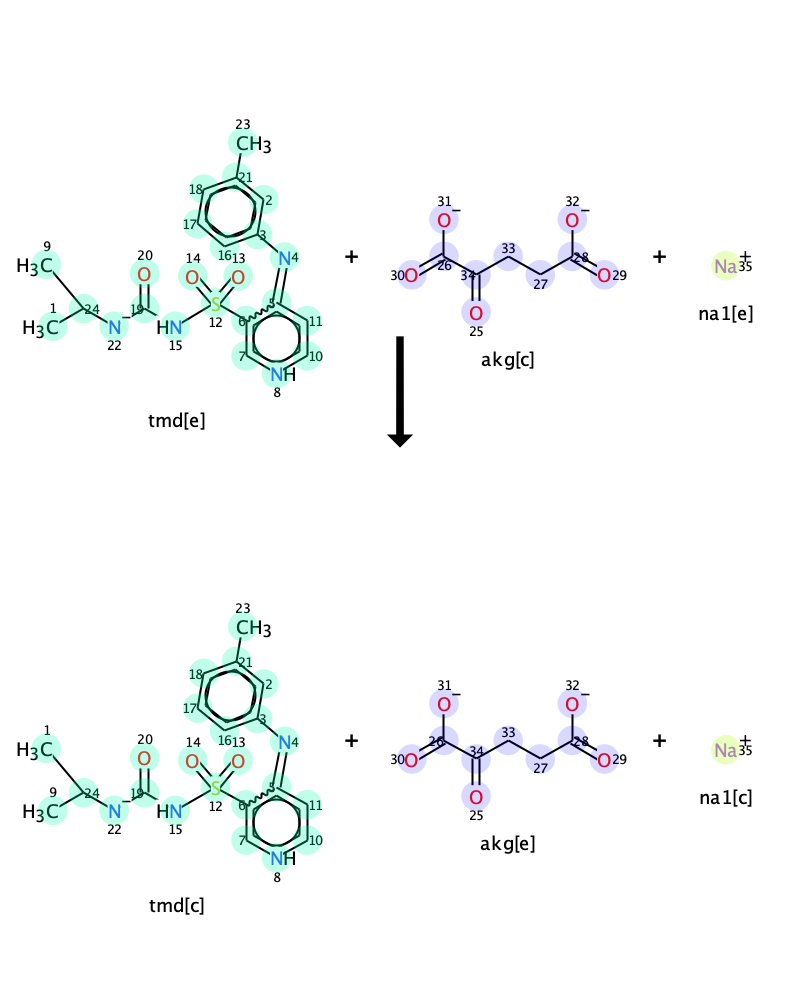 23
CH3
21
18
2
31
32
O−
O−
17
3
9
20
14
16
13
N4
+
33
+
H3C
O
O
O
30 O
26
34
27
28
O 29
Na+
35
1
24
19
S
5
11
O
25
na1[e]
H3C
N−
HN
12
6
22
15
7
10
NH
8
akg[c]
tmd[e]
23
CH3
21
18
2
31
32
O−
O−
17
3
1
20
14
16
13
N4
+
33
+
H3C
O
O
O
30 O
26
34
27
28
O 29
Na+
35
9
24
19
S
5
11
O
25
na1[c]
H3C
N−
HN
12
6
22
15
7
10
NH
8
akg[e]
tmd[c]